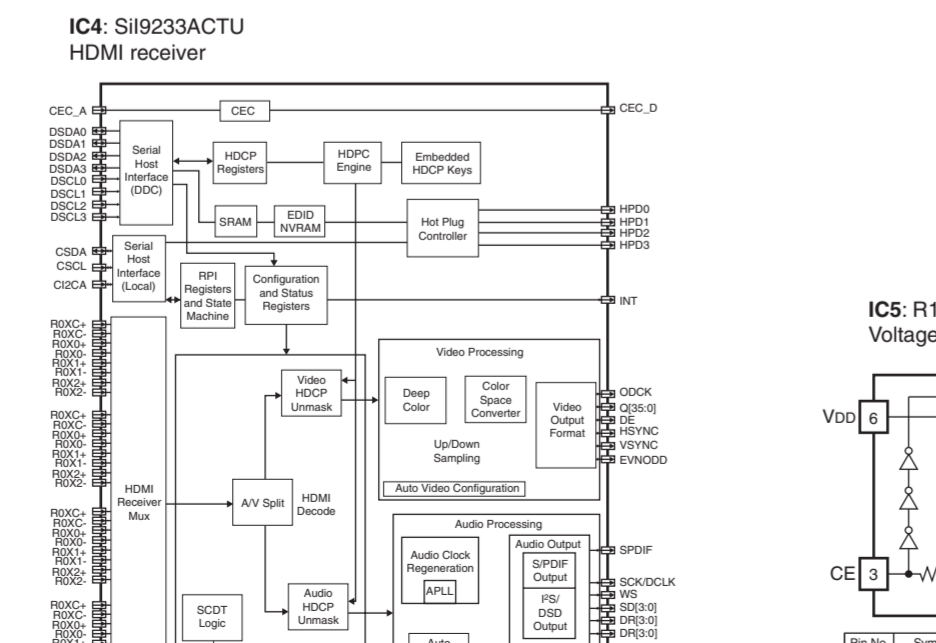 IC4: SiI9233ACTU
HDMI receiver
CEC_A
CEC
CEC_D
DSDA0
DSDA1
DSDA2
DSDA3
DSCL0
DSCL1
DSCL2
DSCL3
Serial
Host
Interface
(DDC)
HDCP
Registers
HDPC
Engine
Embedded
HDCP Keys
SRAM
EDID
NVRAM
Hot Plug
Controller
HPD0
HPD1
HPD2
HPD3
CSDA
CSCL
CI2CA
Serial
Host
Interface
(Local)
RPI
Registers
and State
Machine
Configuration
and Status
Registers
INT
R0XC+
R0XC-
R0X0+
R0X0-
R0X1+
R0X1-
R0X2+
R0X2-
R0XC+
R0XC-
R0X0+
R0X0-
R0X1+
R0X1-
R0X2+
R0X2-
R0XC+
R0XC-
R0X0+
R0X0-
R0X1+
R0X1-
R0X2+
R0X2-
R0XC+
R0XC-
R0X0+
R0X0-
R0X1+
HDMI
Receiver
Mux
Video
HDCP
Unmask
A/V Split
HDMI
Decode
SCDT
Logic
Audio
HDCP
Unmask
Video Processing
Deep
Color
Color
Space
Converter
Up/Down
Sampling
Video
Output
Format
Auto Video Configuration
ODCK
Q[35:0]
DE
HSYNC
VSYNC
EVNODD
Audio Processing
Audio Clock
Regeneration
APLL
Auto
Audio Output
S/PDIF
Output
I²S/
DSD
Output
SPDIF
SCK/DCLK
WS
SD[3:0]
DR[3:0]
DR[3:0]
IC5: R1
Voltage
VDD 6
CE 3
Pin No.
Sym